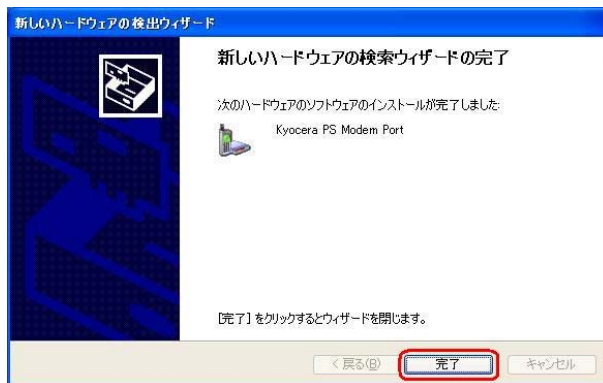 新しいハードウェアの検出ウィザード
新しいハードウェアの検索ウィザードの完了
次のハードウェアのソフトウェアのインストールが完了しました:
Kyocera PS Modem Port
[完了] をクリックするとウィザードを閉じます。
< 戻る(B) 完了 キャンセル